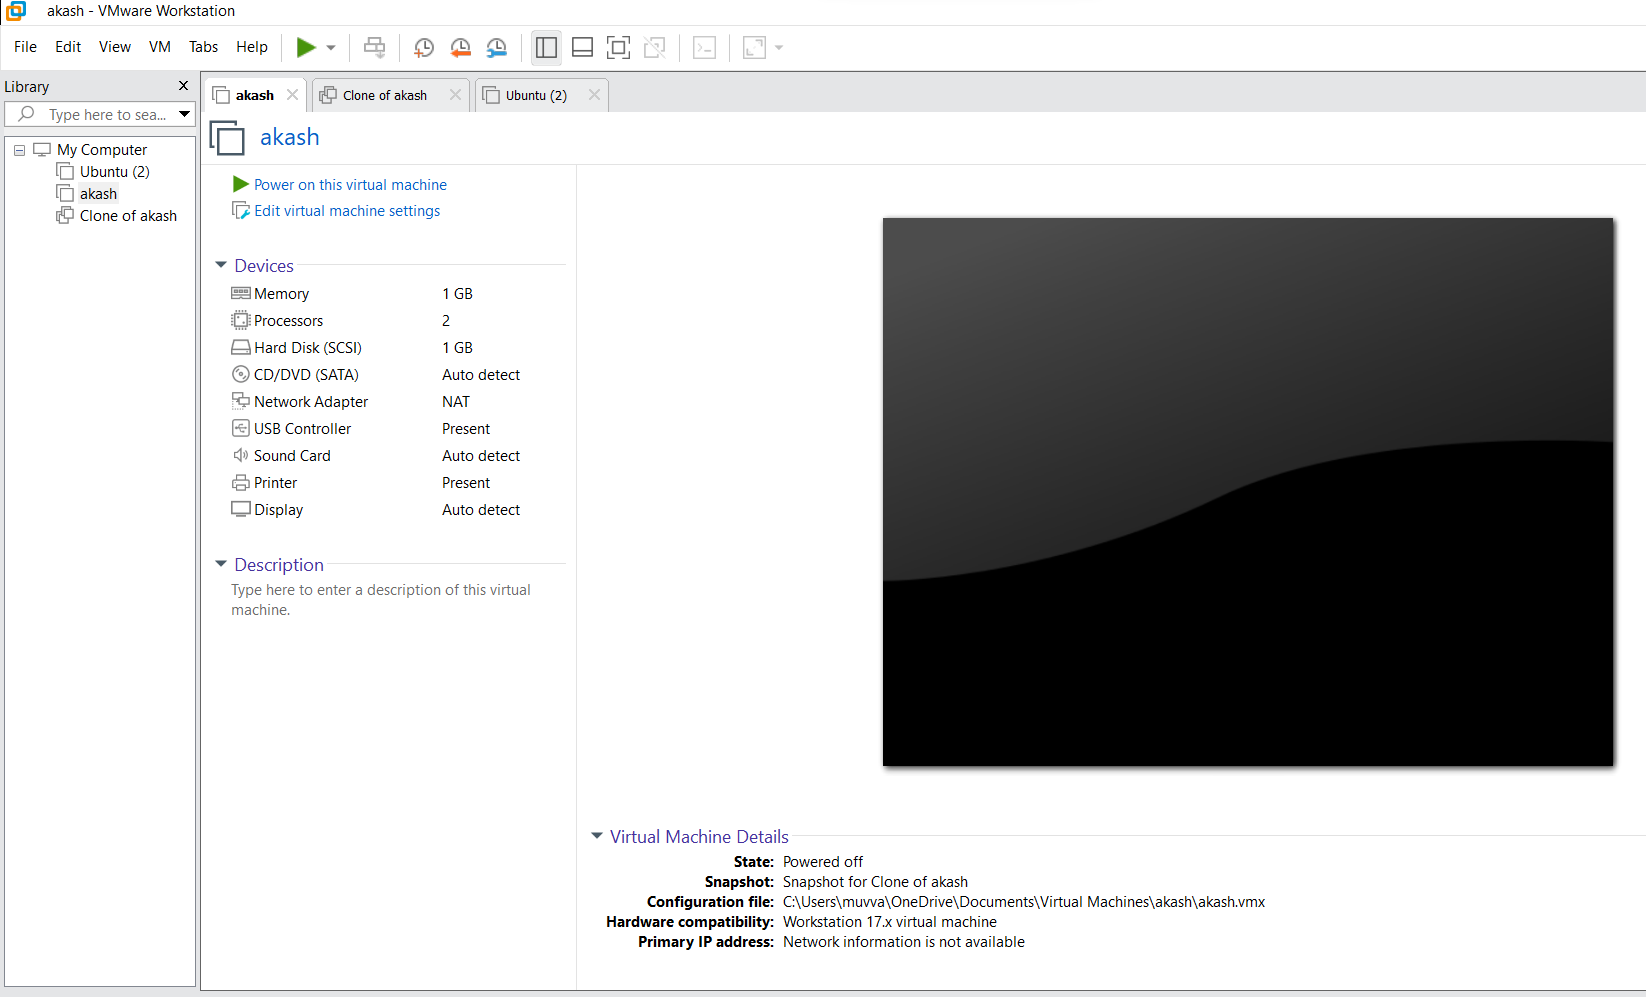 akash - VMware Workstation
File Edit View VM Tabs Help
Library
Type here to sea...
My Computer
Ubuntu (2)
akash
Clone of akash
akash
Clone of akash
Ubuntu (2)
akash
Power on this virtual machine
Edit virtual machine settings
Devices
Memory 1 GB
Processors 2
Hard Disk (SCSI) 1 GB
CD/DVD (SATA) Auto detect
Network Adapter NAT
USB Controller Present
Sound Card Auto detect
Printer Present
Display Auto detect
Description
Type here to enter a description of this virtual
machine.
Virtual Machine Details
State: Powered off
Snapshot: Snapshot for Clone of akash
Configuration file: C:\Users\muvva\OneDrive\Documents\Virtual Machines\akash\akash.vmx
Hardware compatibility: Workstation 17.x virtual machine
Primary IP address: Network information is not available